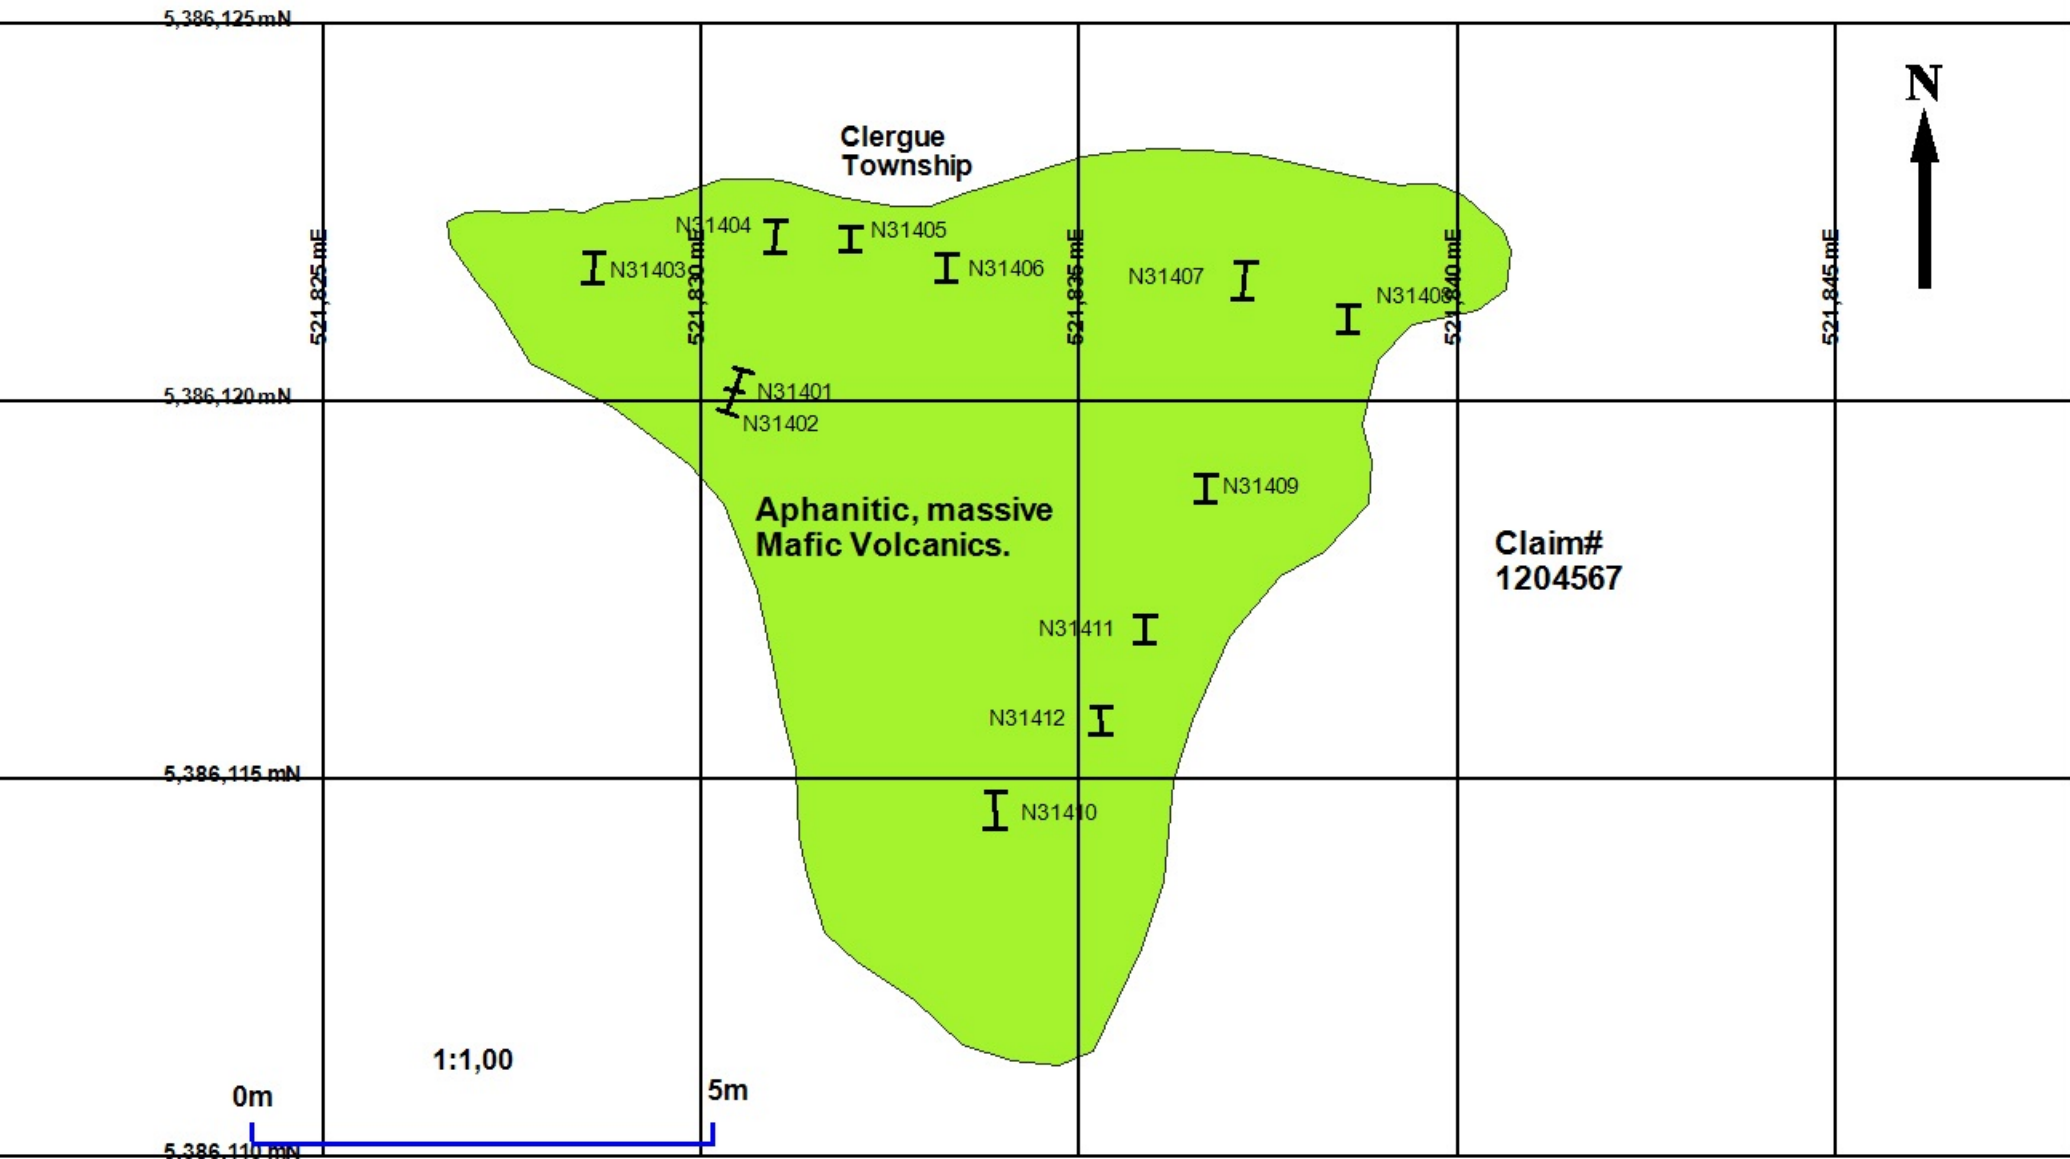 5,386,125 mN
N
Clergue
Township
N31404
N31405
N31403
N31406
N31407
N31408
521,825 mE
521,830 mE
521,835 mE
521,840 mE
521,845 mE
5,386,120 mN
N31401
N31402
N31409
Aphanitic, massive
Mafic Volcanics.
Claim#
1204567
N31411
N31412
5,386,115 mN
N31410
1:1,00
0m
5m
5,386,110 mN